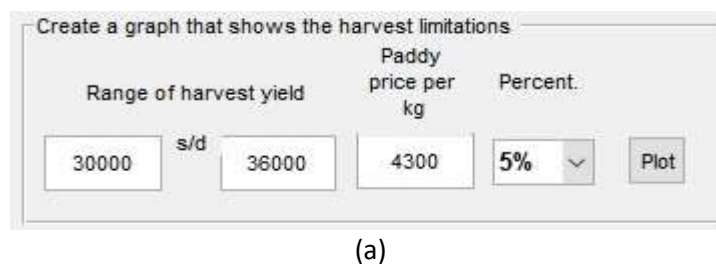 Create a graph that shows the harvest limitations
Range of harvest yield
Paddy
price per
kg
Percent.
30000
s/d
36000
4300
5%
Plot
(a)